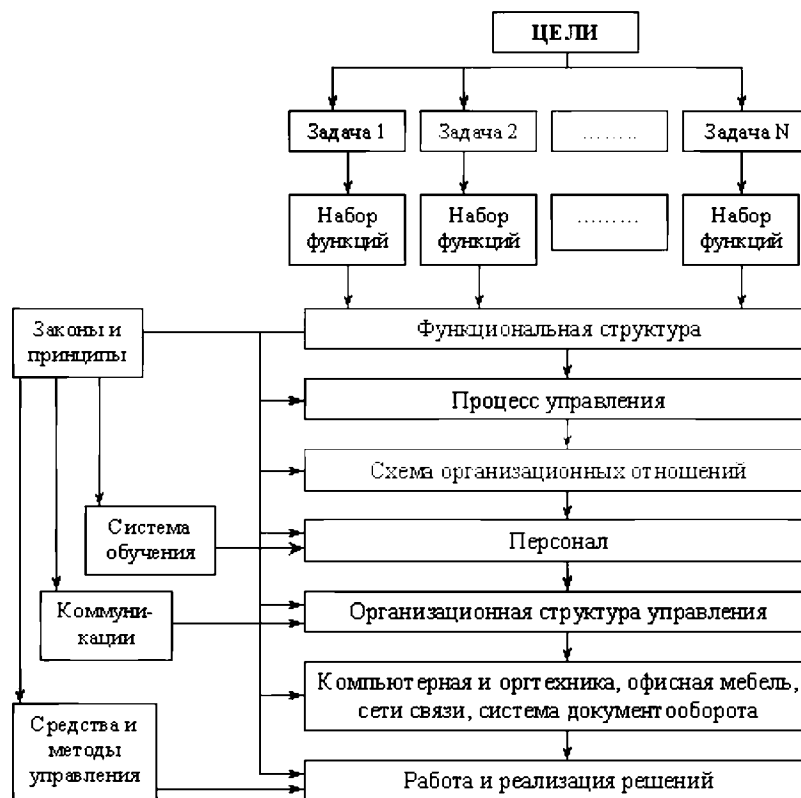 ЦЕЛИ
Задача 1
Задача 2
........
Задача N
Набор
функций
Набор
функций
.........
Набор
функций
Законы и
принципы
Функциональная структура
Процесс управления
Схема организационных отношений
Система
обучения
Персонал
Коммуни-
кации
Организационная структура управления
Компьютерная и оргтехника, офисная мебель,
сети связи, система документооборота
Средства и
методы
управления
Работа и реализация решений